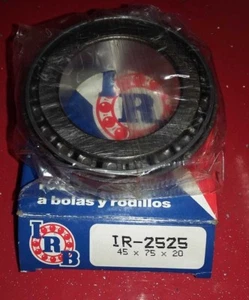 IRB
a bolas y rodillos
IRB
IR-2525
45 x 75 x 20